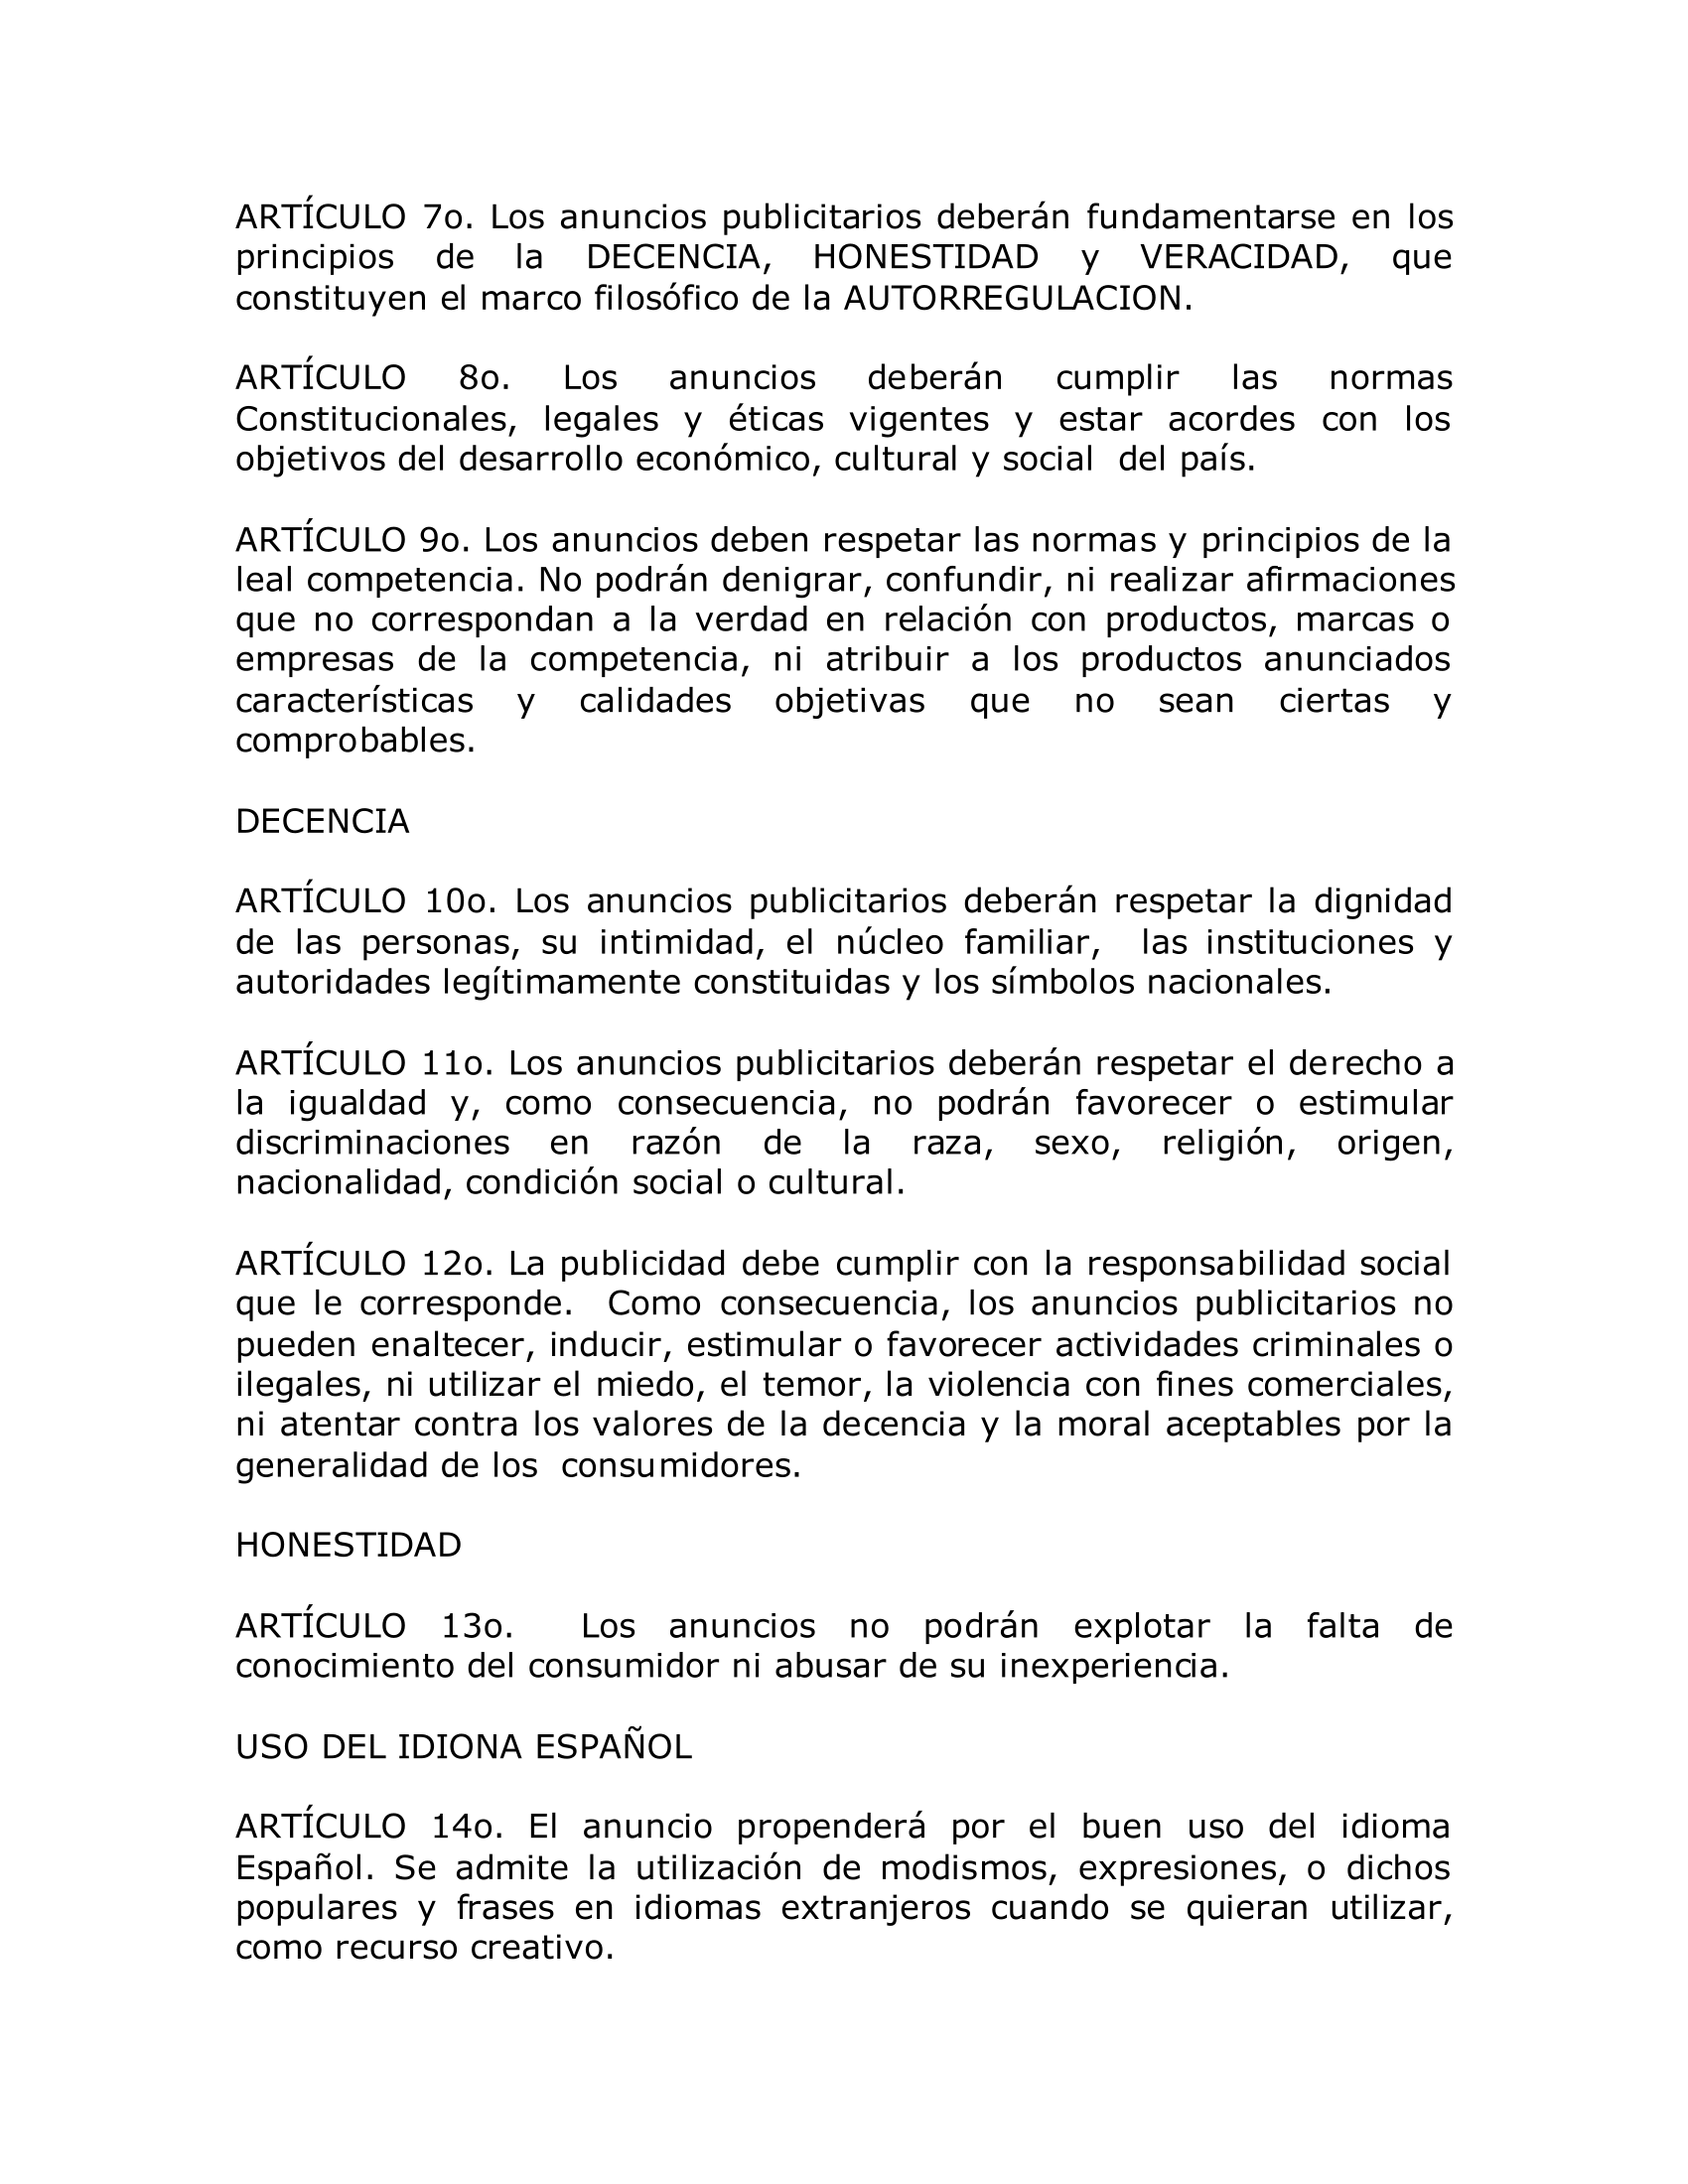 ARTÍCULO 7o. Los anuncios publicitarios deberán fundamentarse en los
principios de la DECENCIA, HONESTIDAD y VERACIDAD, que
constituyen el marco filosófico de la AUTORREGULACION.
ARTÍCULO 8o. Los anuncios deberán cumplir las normas
Constitucionales, legales y éticas vigentes y estar acordes con los
objetivos del desarrollo económico, cultural y social del país.
ARTÍCULO 9o. Los anuncios deben respetar las normas y principios de la
leal competencia. No podrán denigrar, confundir, ni realizar afirmaciones
que no correspondan a la verdad en relación con productos, marcas o
empresas de la competencia, ni atribuir a los productos anunciados
características y calidades objetivas que no sean ciertas y
comprobables.
DECENCIA
ARTÍCULO 10o. Los anuncios publicitarios deberán respetar la dignidad
de las personas, su intimidad, el núcleo familiar, las instituciones y
autoridades legítimamente constituidas y los símbolos nacionales.
ARTÍCULO 11o. Los anuncios publicitarios deberán respetar el derecho a
la igualdad y, como consecuencia, no podrán favorecer o estimular
discriminaciones en razón de la raza, sexo, religión, origen,
nacionalidad, condición social o cultural.
ARTÍCULO 12o. La publicidad debe cumplir con la responsabilidad social
que le corresponde. Como consecuencia, los anuncios publicitarios no
pueden enaltecer, inducir, estimular o favorecer actividades criminales o
ilegales, ni utilizar el miedo, el temor, la violencia con fines comerciales,
ni atentar contra los valores de la decencia y la moral aceptables por la
generalidad de los consumidores.
HONESTIDAD
ARTÍCULO 13o. Los anuncios no podrán explotar la falta de
conocimiento del consumidor ni abusar de su inexperiencia.
USO DEL IDIONA ESPAÑOL
ARTÍCULO 14o. El anuncio propenderá por el buen uso del idioma
Español. Se admite la utilización de modismos, expresiones, o dichos
populares y frases en idiomas extranjeros cuando se quieran utilizar,
como recurso creativo.